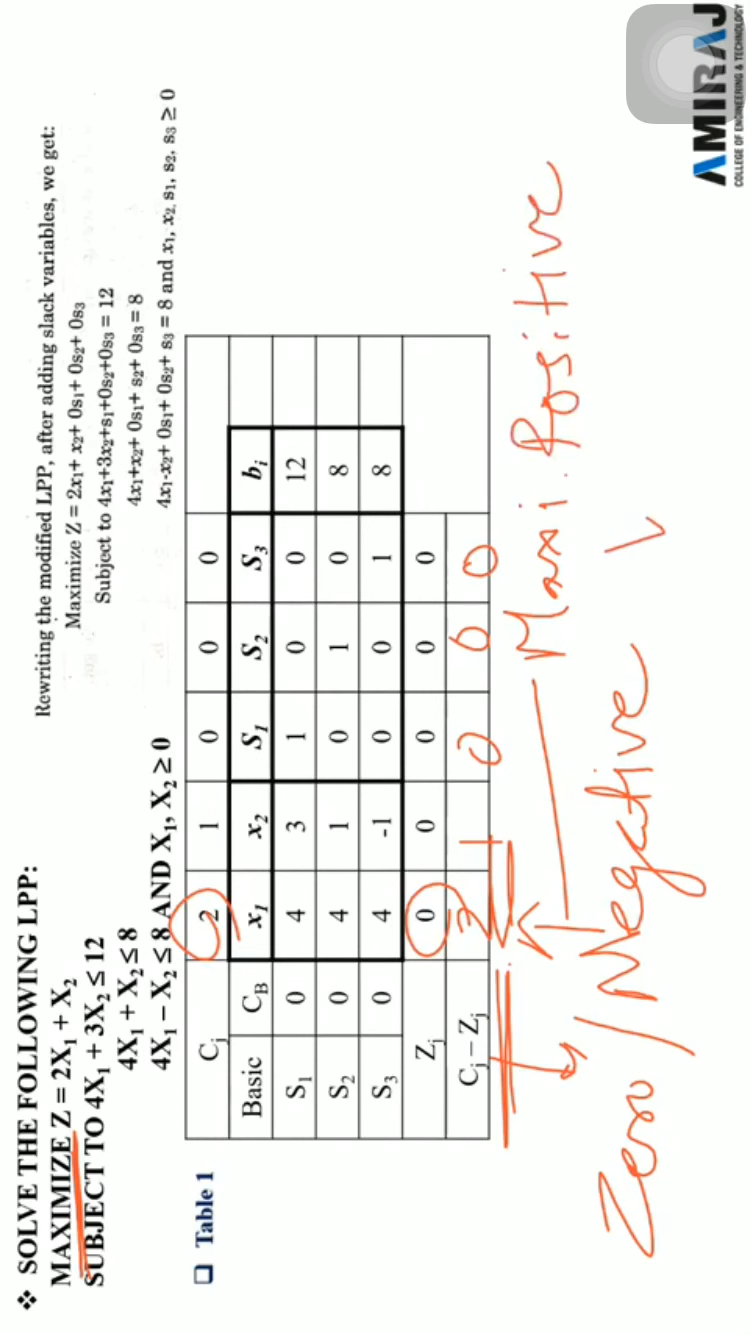 ❖ SOLVE THE FOLLOWING LPP:
MAXIMIZE Z = 2X₁ + X₂
SUBJECT TO 4X₁ + 3X₂ ≤ 12
4X₁ + X₂ ≤ 8
4X₁ – X₂ ≤ 8 AND X₁, X₂ ≥ 0
Rewriting the modified LPP, after adding slack variables, we get:
Maximize Z = 2x₁+ x₂+ 0s₁+ 0s₂+ 0s₃
Subject to 4x₁+3x₂+s₁+0s₂+0s₃ = 12
4x₁+x₂+ 0s₁+ s₂+ 0s₃ = 8
4x₁-x₂+ 0s₁+ 0s₂+ s₃ = 8 and x₁, x₂, s₁, s₂, s₃ ≥ 0
❑ Table 1
Cⱼ 2 1 0 0 0
Basic C_B x₁ x₂ S₁ S₂ S₃ bᵢ
S₁ 0 4 3 1 0 0 12
S₂ 0 4 1 0 1 0 8
S₃ 0 4 -1 0 0 1 8
Zⱼ 0 0 0 0 0
Cⱼ – Zⱼ 2 1 0 0 0
Maxi. Positive
Zero / Negative
AMIRAJ
COLLEGE OF ENGINEERING & TECHNOLOGY